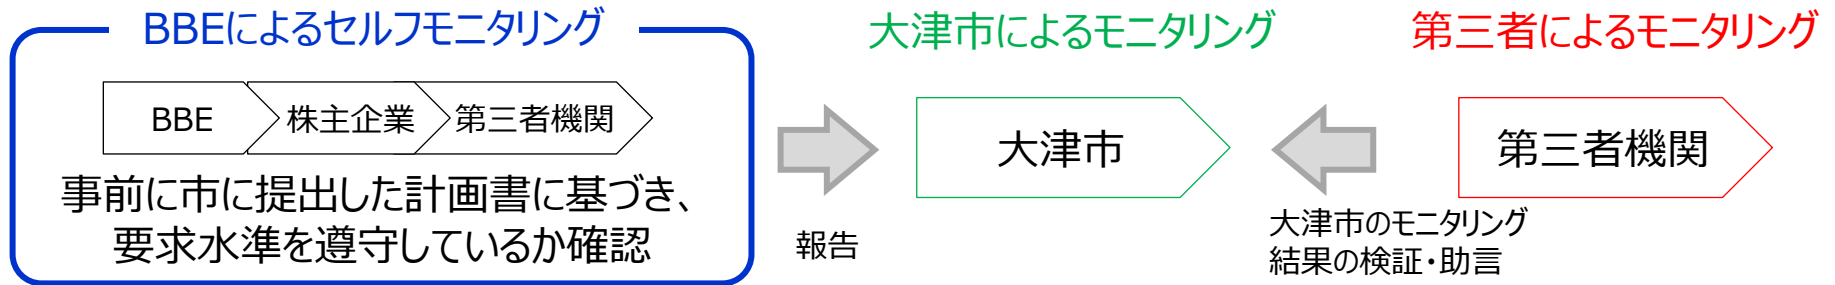 BBEによるセルフモニタリング
BBE
株主企業
第三者機関
事前に市に提出した計画書に基づき、
要求水準を遵守しているか確認
報告
大津市によるモニタリング
大津市
大津市のモニタリング
結果の検証・助言
第三者によるモニタリング
第三者機関